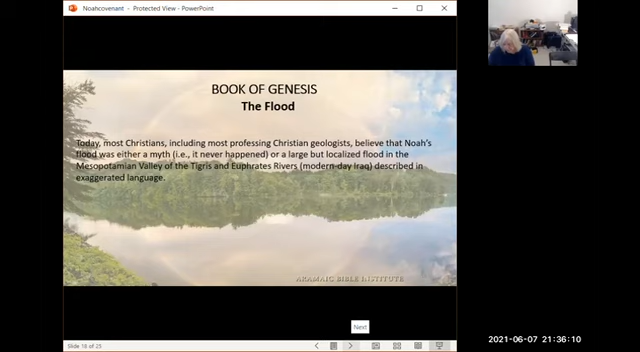 Noahcovenant - Protected View - PowerPoint
BOOK OF GENESIS
The Flood
Today, most Christians, including most professing Christian geologists, believe that Noah's
flood was either a myth (i.e., it never happened) or a large but localized flood in the
Mesopotamian Valley of the Tigris and Euphrates Rivers (modern-day Iraq) described in
exaggerated language.
ARAMAIC BIBLE INSTITUTE
Next
Slide 18 of 25
2021-06-07 21:36:10